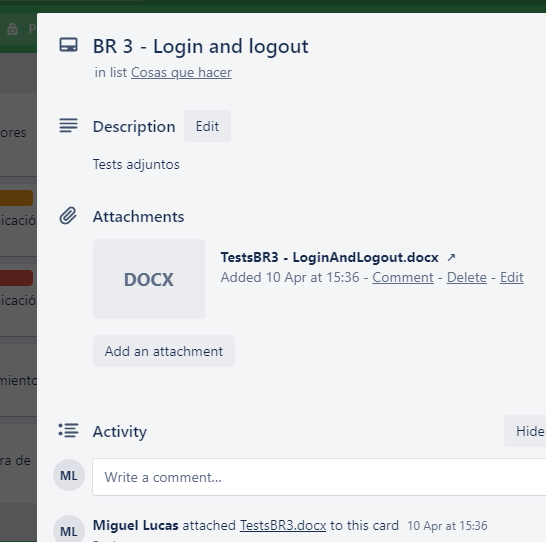 P
BR 3 - Login and logout
in list Cosas que hacer
ores
Description Edit
Tests adjuntos
icació
Attachments
TestsBR3 - LoginAndLogout.docx ↗
DOCX
Added 10 Apr at 15:36 - Comment - Delete - Edit
icació
Add an attachment
miento
Activity Hide
ra de
ML Write a comment...
ML Miguel Lucas attached TestsBR3.docx to this card 10 Apr at 15:36